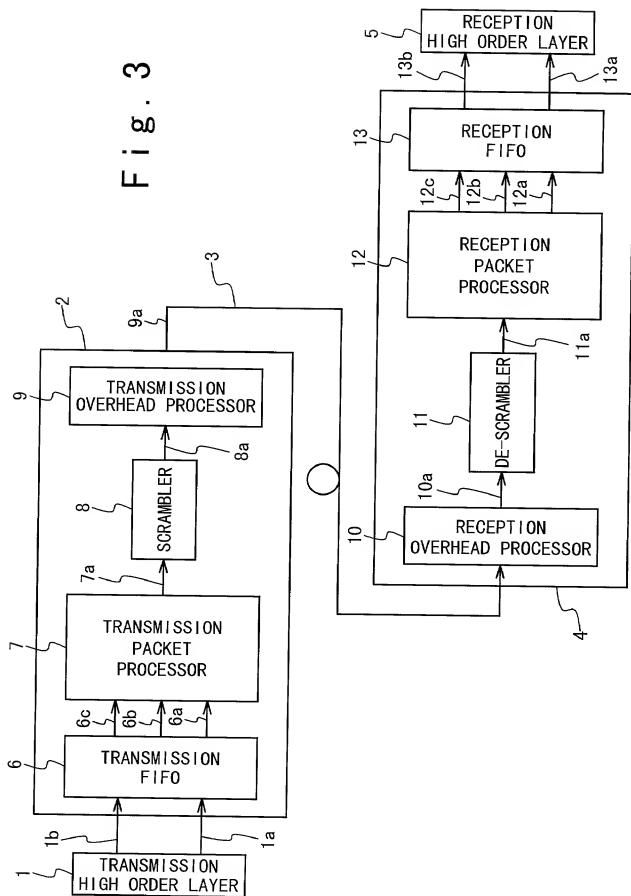 Fig. 3
1
TRANSMISSION
HIGH ORDER LAYER
1b
1a
2
6
TRANSMISSION
FIFO
6c
6b
6a
7
TRANSMISSION
PACKET
PROCESSOR
7a
8
SCRAMBLER
8a
9
TRANSMISSION
OVERHEAD PROCESSOR
9a
3
4
10
RECEPTION
OVERHEAD PROCESSOR
10a
11
DE-SCRAMBLER
11a
12
RECEPTION
PACKET
PROCESSOR
12c
12b
12a
13
RECEPTION
FIFO
13b
13a
5
RECEPTION
HIGH ORDER LAYER